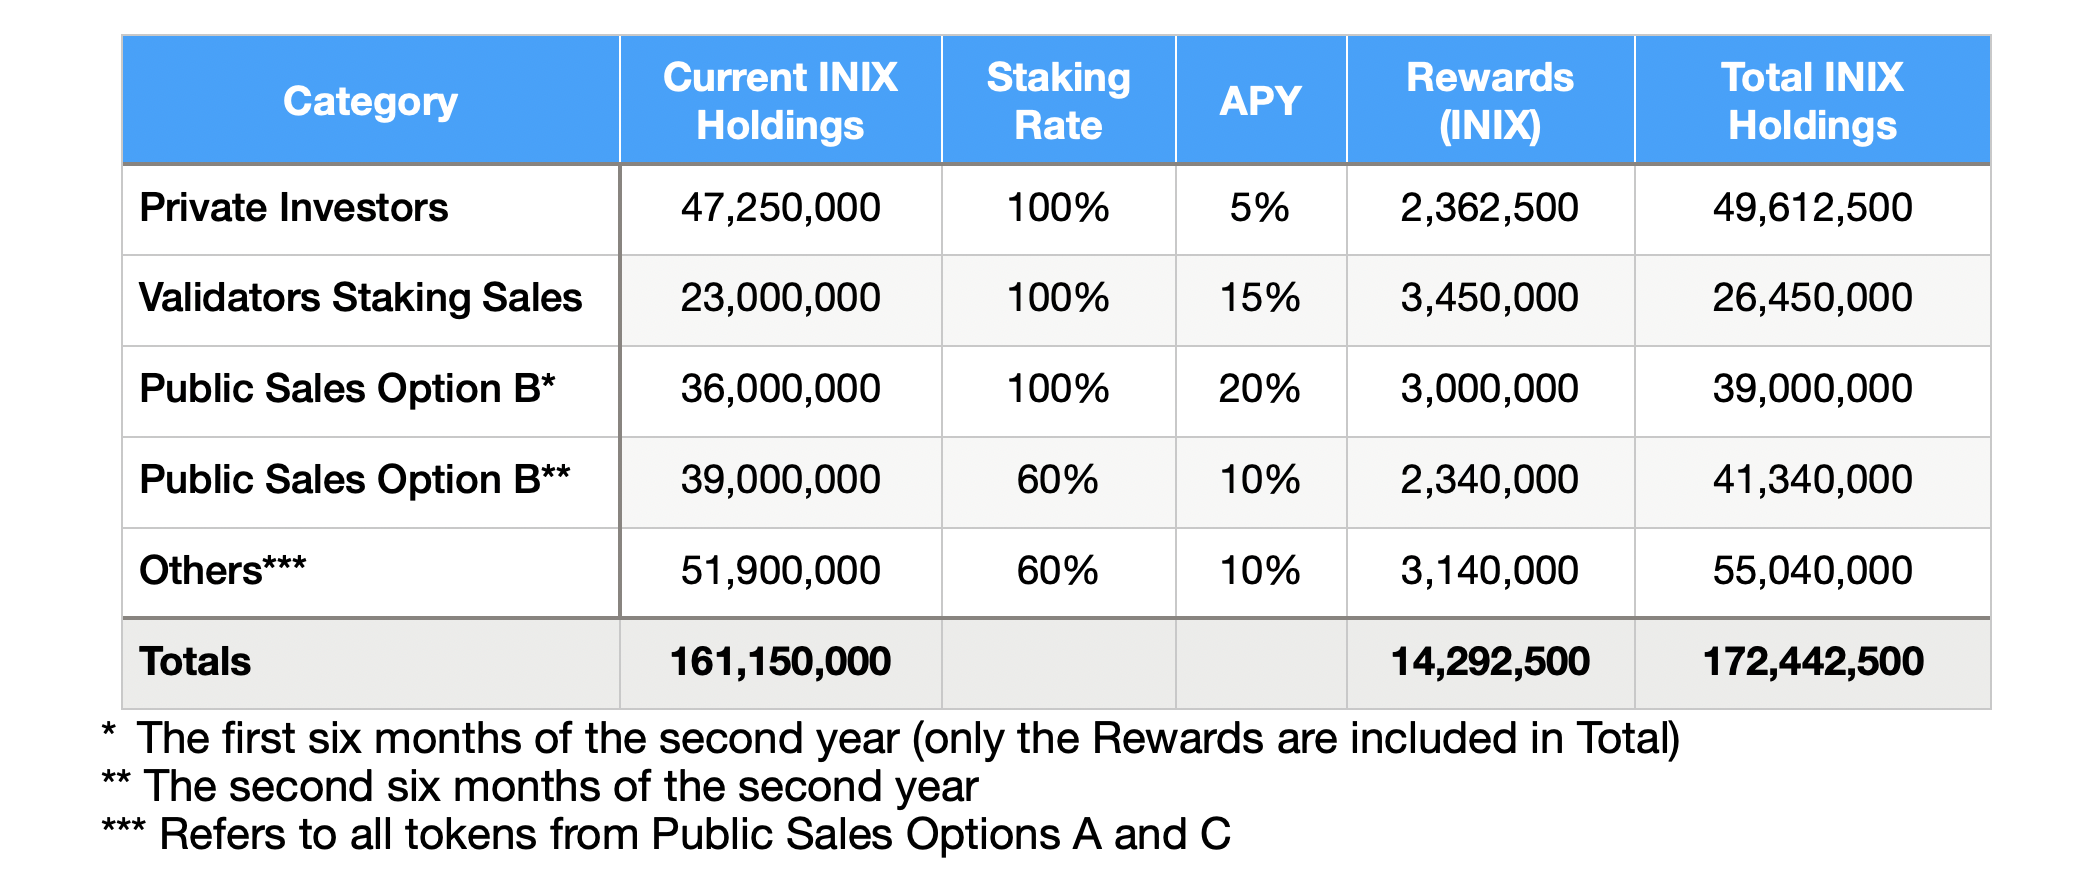 Category Current INIX Holdings Staking Rate APY Rewards (INIX) Total INIX Holdings
Private Investors 47,250,000 100% 5% 2,362,500 49,612,500
Validators Staking Sales 23,000,000 100% 15% 3,450,000 26,450,000
Public Sales Option B* 36,000,000 100% 20% 3,000,000 39,000,000
Public Sales Option B** 39,000,000 60% 10% 2,340,000 41,340,000
Others*** 51,900,000 60% 10% 3,140,000 55,040,000
Totals 161,150,000 14,292,500 172,442,500
* The first six months of the second year (only the Rewards are included in Total)
** The second six months of the second year
*** Refers to all tokens from Public Sales Options A and C